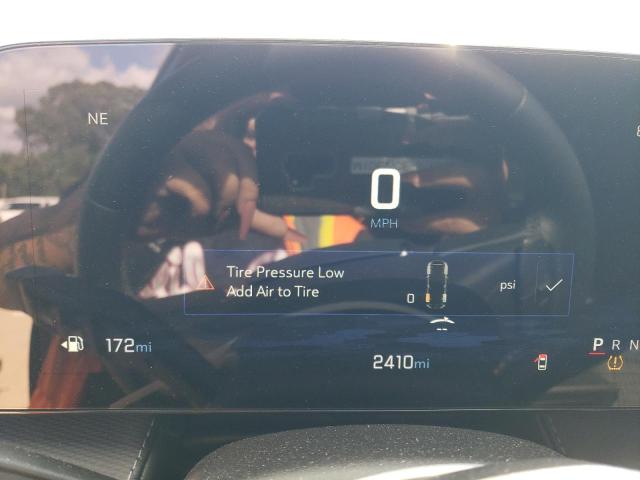 NE
0
MPH
Tire Pressure Low
Add Air to Tire
0
psi
172mi
2410mi
P R N